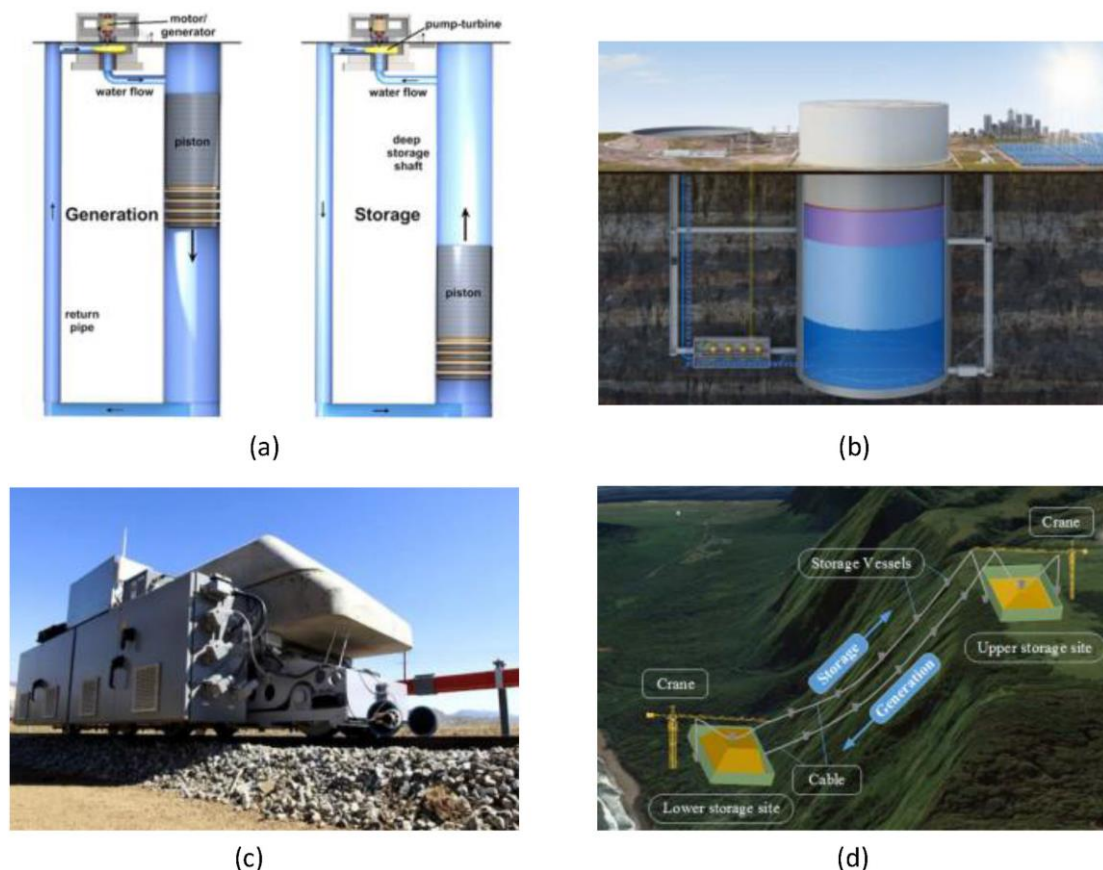 motor/
generator
pump-turbine
water flow
water flow
piston
deep
storage
shaft
Generation
Storage
piston
return
pipe
(a)
(b)
Crane
Storage Vessels
Storage
Upper storage site
Generation
Crane
Cable
Lower storage site
(c)
(d)